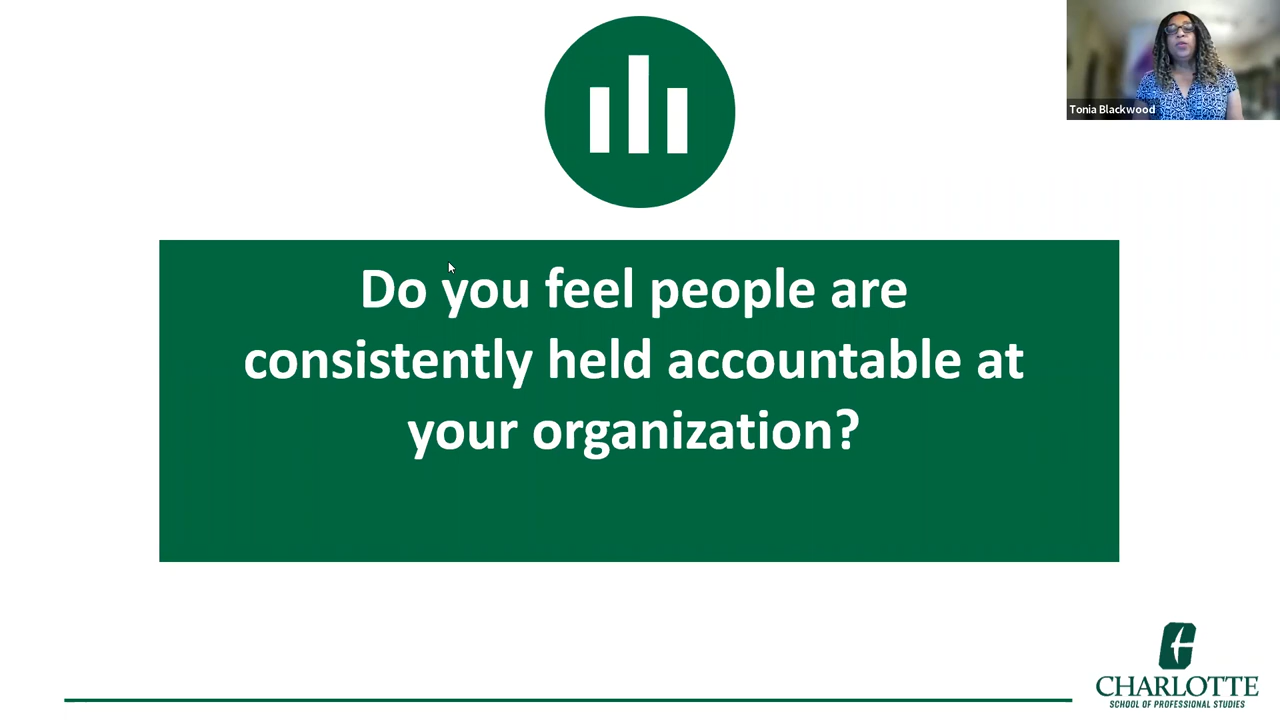 Tonia Blackwood
Do you feel people are
consistently held accountable at
your organization?
CHARLOTTE
SCHOOL OF PROFESSIONAL STUDIES